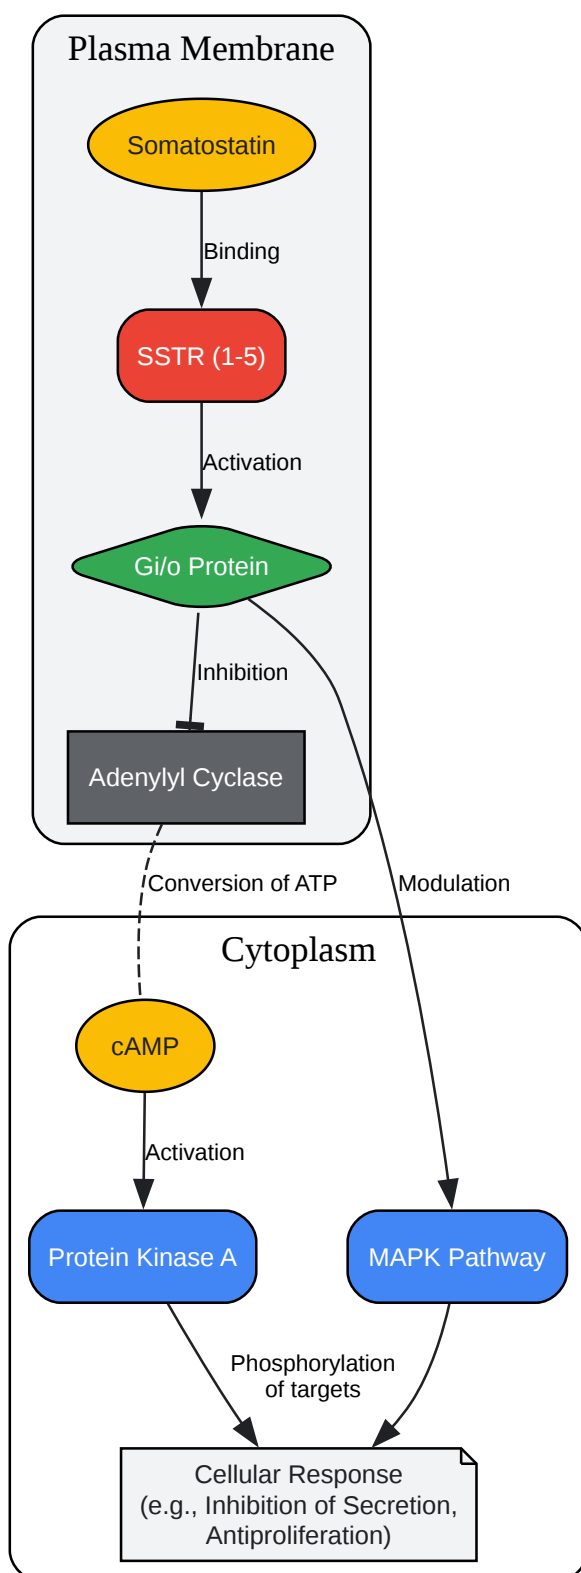 Plasma Membrane
Somatostatin
Binding
SSTR (1-5)
Activation
Gi/o Protein
Inhibition
Adenylyl Cyclase
Conversion of ATP
Modulation
Cytoplasm
cAMP
Activation
Protein Kinase A
MAPK Pathway
Phosphorylation
of targets
Cellular Response
(e.g., Inhibition of Secretion,
Antiproliferation)